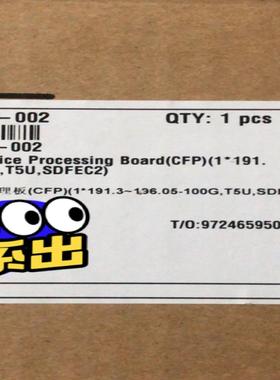 -002
QTY: 1 pcs
-002
ice Processing Board(CFP)(1*191.
,T5U,SDFEC2)
理板(CFP)(1*191.3~196.05-100G,T5U,SD
T/O:972465950
出